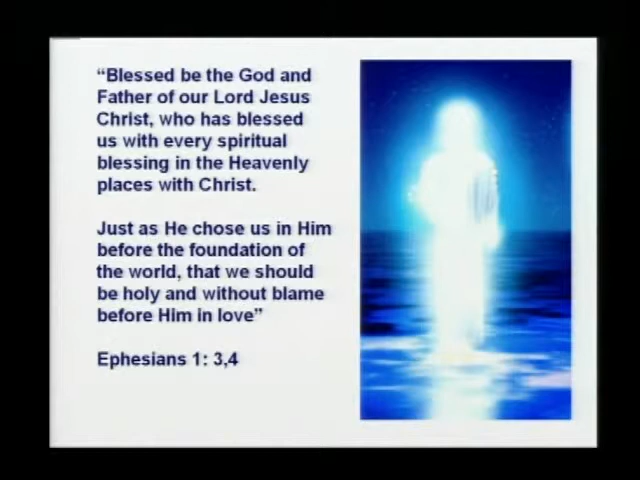 “Blessed be the God and
Father of our Lord Jesus
Christ, who has blessed
us with every spiritual
blessing in the Heavenly
places with Christ.
Just as He chose us in Him
before the foundation of
the world, that we should
be holy and without blame
before Him in love”
Ephesians 1: 3,4